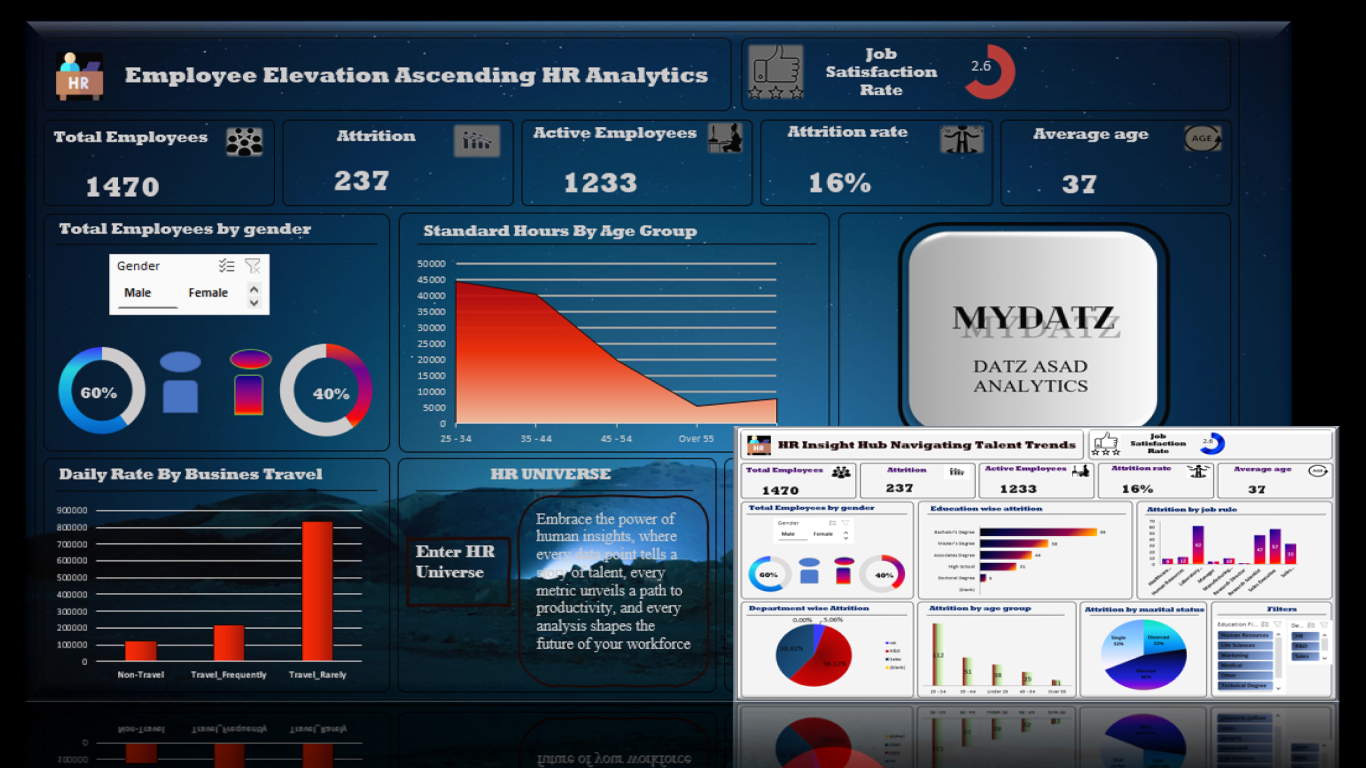 HR
Employee Elevation Ascending HR Analytics
Job
Satisfaction
Rate
2.6
Total Employees
1470
Attrition
237
Active Employees
1233
Attrition rate
16%
Average age
AGE
37
Total Employees by gender
Gender
Male Female
60%
40%
Standard Hours By Age Group
50000
45000
40000
35000
30000
25000
20000
15000
10000
5000
0
25 - 34 35 - 44 45 - 54 Over 55
MYDATZ
DATZ ASAD
ANALYTICS
Daily Rate By Busines Travel
900000
800000
700000
600000
500000
400000
300000
200000
100000
0
Non-Travel Travel_Frequently Travel_Rarely
HR UNIVERSE
Enter HR
Universe
Embrace the power of
human insights, where
every data point tells a
story of talent, every
metric unveils a path to
productivity, and every
analysis shapes the
future of your workforce
HR Insight Hub Navigating Talent Trends
Job
Satisfaction
Rate
2.6
Total Employees
1470
Attrition
237
Active Employees
1233
Attrition rate
16%
Average age
37
Total Employees by gender
Gender
Male Female
60%
40%
Education wise attrition
Bachelor's Degree
Master's Degree
Associates Degree
High School
Doctoral Degree
(blank)
Attrition by job rule
70
60
50
40
30
20
10
0
Department wise Attrition
0.00% 5.06%
HR
R&D
Sales
(blank)
Attrition by age group
112
51
38
25
11
25 - 34 35 - 44 Under 25 45 - 54 Over 55
Attrition by marital status
Single
Divorced
Filters
Education Fi...
Human Resources
Life Sciences
Marketing
Medical
Other
Technical Degree
De...
HR
R&D
Sales